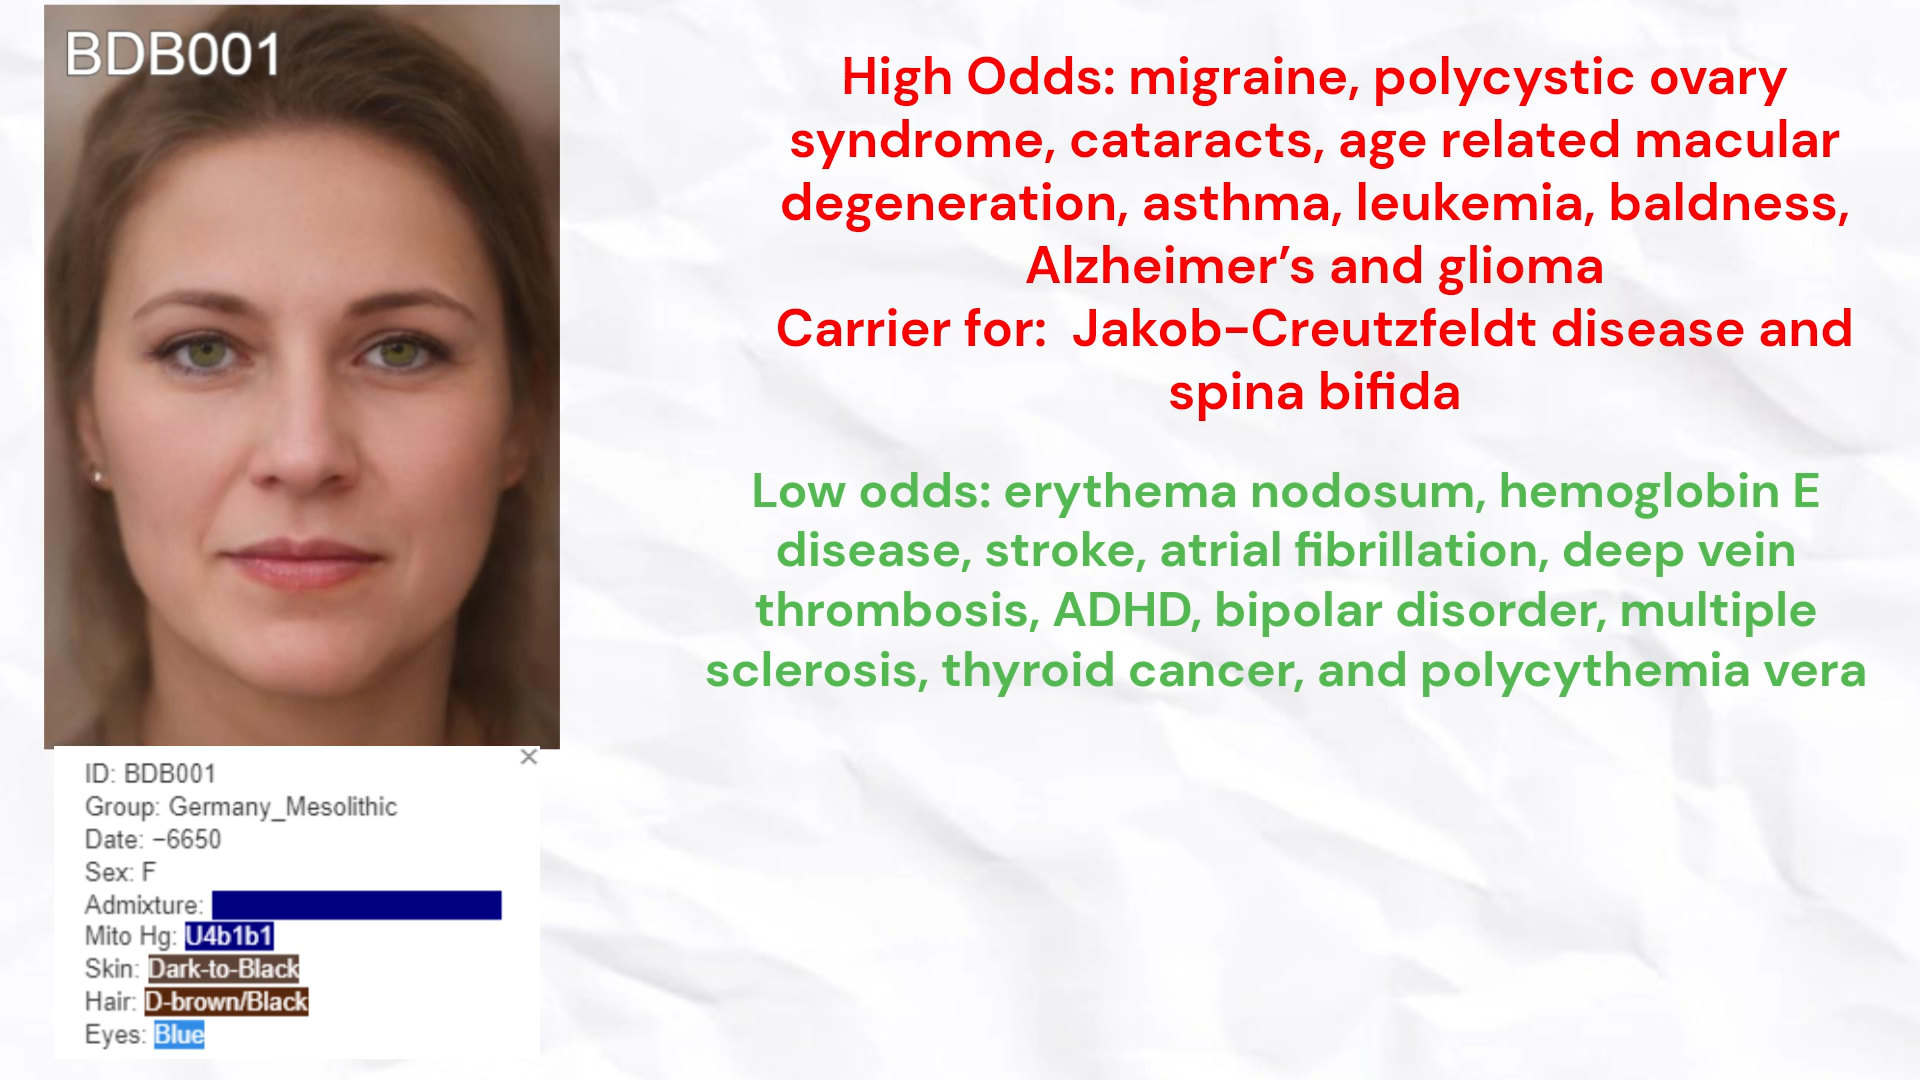 BDB001
High Odds: migraine, polycystic ovary
syndrome, cataracts, age related macular
degeneration, asthma, leukemia, baldness,
Alzheimer’s and glioma
Carrier for:  Jakob-Creutzfeldt disease and
spina bifida
Low odds: erythema nodosum, hemoglobin E
disease, stroke, atrial fibrillation, deep vein
thrombosis, ADHD, bipolar disorder, multiple
sclerosis, thyroid cancer, and polycythemia vera
ID: BDB001
Group: Germany_Mesolithic
Date: −6650
Sex: F
Admixture:
Mito Hg: U4b1b1
Skin: Dark-to-Black
Hair: D-brown/Black
Eyes: Blue